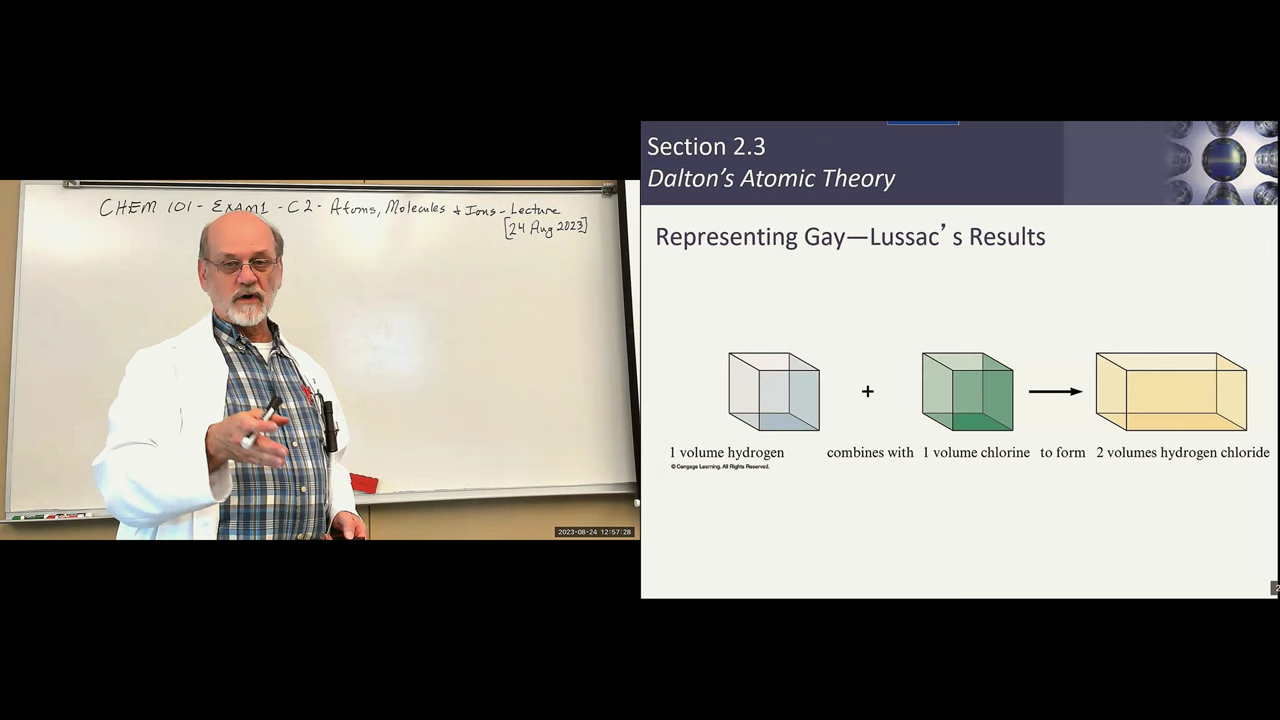 CHEM 101 - EXAM 1 - C2 - Atoms, Molecules & Ions - Lecture
[24 Aug 2023]
2023-08-24 12:57:28
Section 2.3
Dalton's Atomic Theory
Representing Gay—Lussac's Results
+
1 volume hydrogen combines with 1 volume chlorine to form 2 volumes hydrogen chloride
© Cengage Learning. All Rights Reserved.